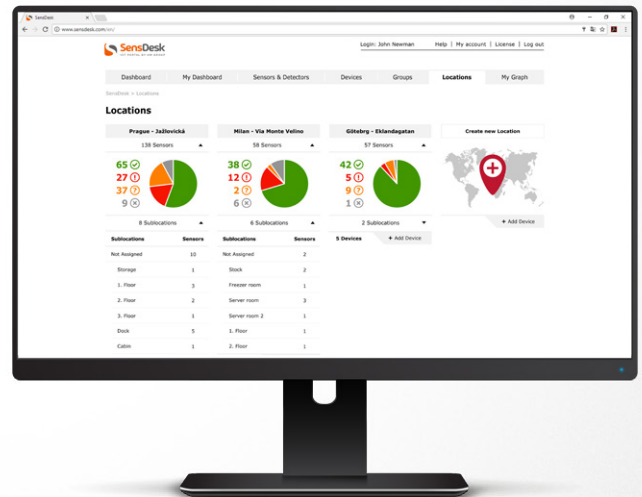 SensDesk
www.sensdesk.com/en/
SensDesk
Login: John Newman Help | My account | License | Log out
Dashboard My Dashboard Sensors & Detectors Devices Groups Locations My Graph
SensDesk > Locations
Locations
Prague - Jažlovická Milan - Via Monte Velino Götebrg - Eklandagatan Create new Location
138 Sensors 58 Sensors 57 Sensors
65 38 42
27 12 5
37 2 9
9 6 1
8 Sublocations 6 Sublocations 2 Sublocations + Add Device
Sublocations Sensors Sublocations Sensors 5 Devices + Add Device
Not Assigned 10 Not Assigned 2
Storage 1 Stock 2
1. Floor 3 Freezer room 1
2. Floor 2 Server room 3
3. Floor 1 Server room 2 1
Dock 5 1. Floor 1
Cabin 1 2. Floor 1